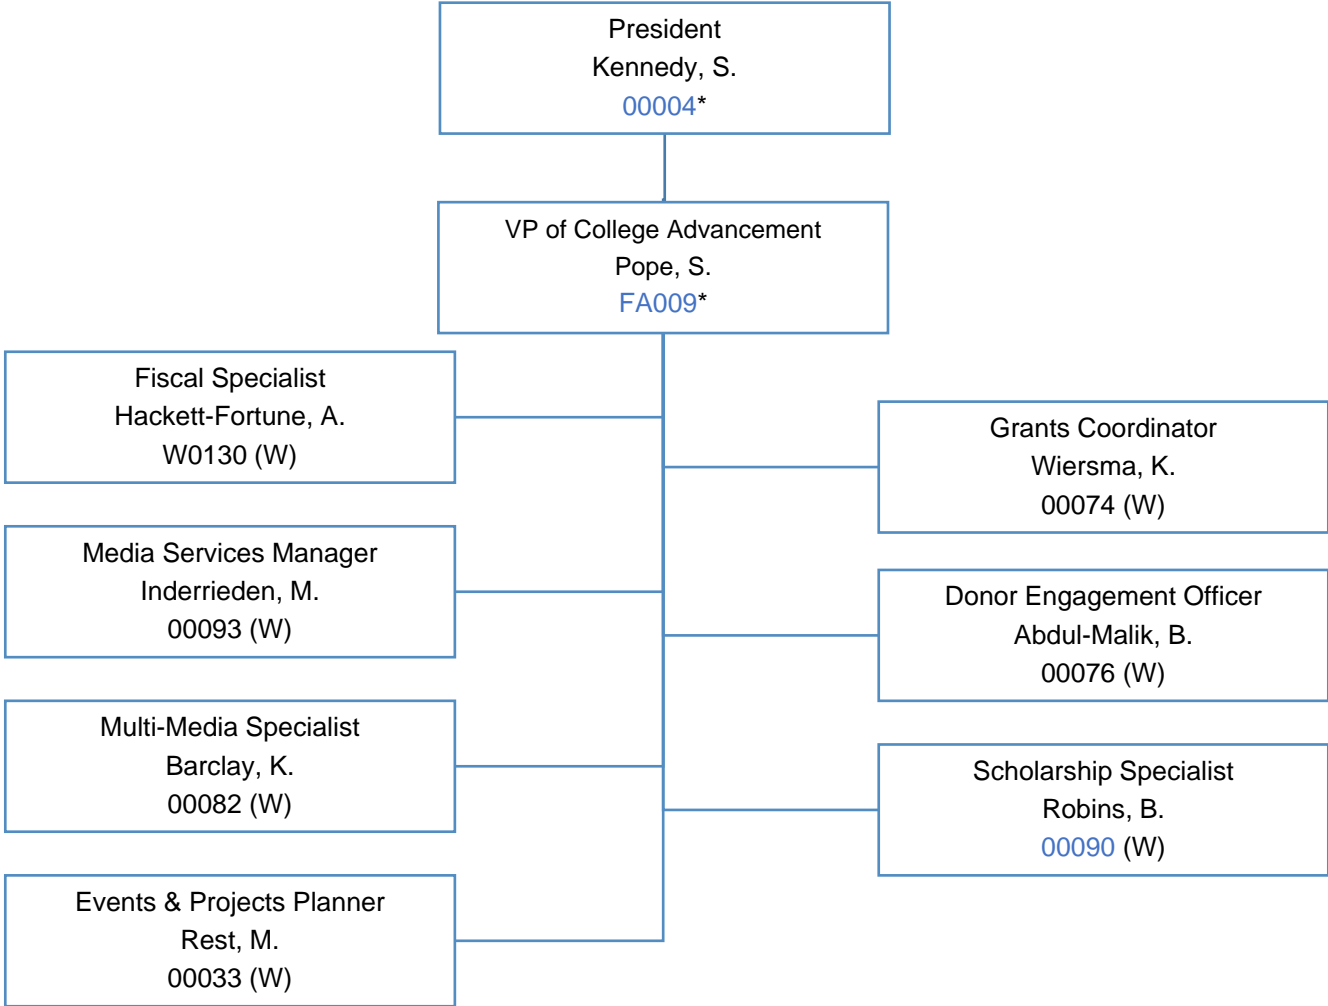 President
Kennedy, S.
00004*
VP of College Advancement
Pope, S.
FA009*
Fiscal Specialist
Hackett-Fortune, A.
W0130 (W)
Media Services Manager
Inderrieden, M.
00093 (W)
Multi-Media Specialist
Barclay, K.
00082 (W)
Events & Projects Planner
Rest, M.
00033 (W)
Grants Coordinator
Wiersma, K.
00074 (W)
Donor Engagement Officer
Abdul-Malik, B.
00076 (W)
Scholarship Specialist
Robins, B.
00090 (W)